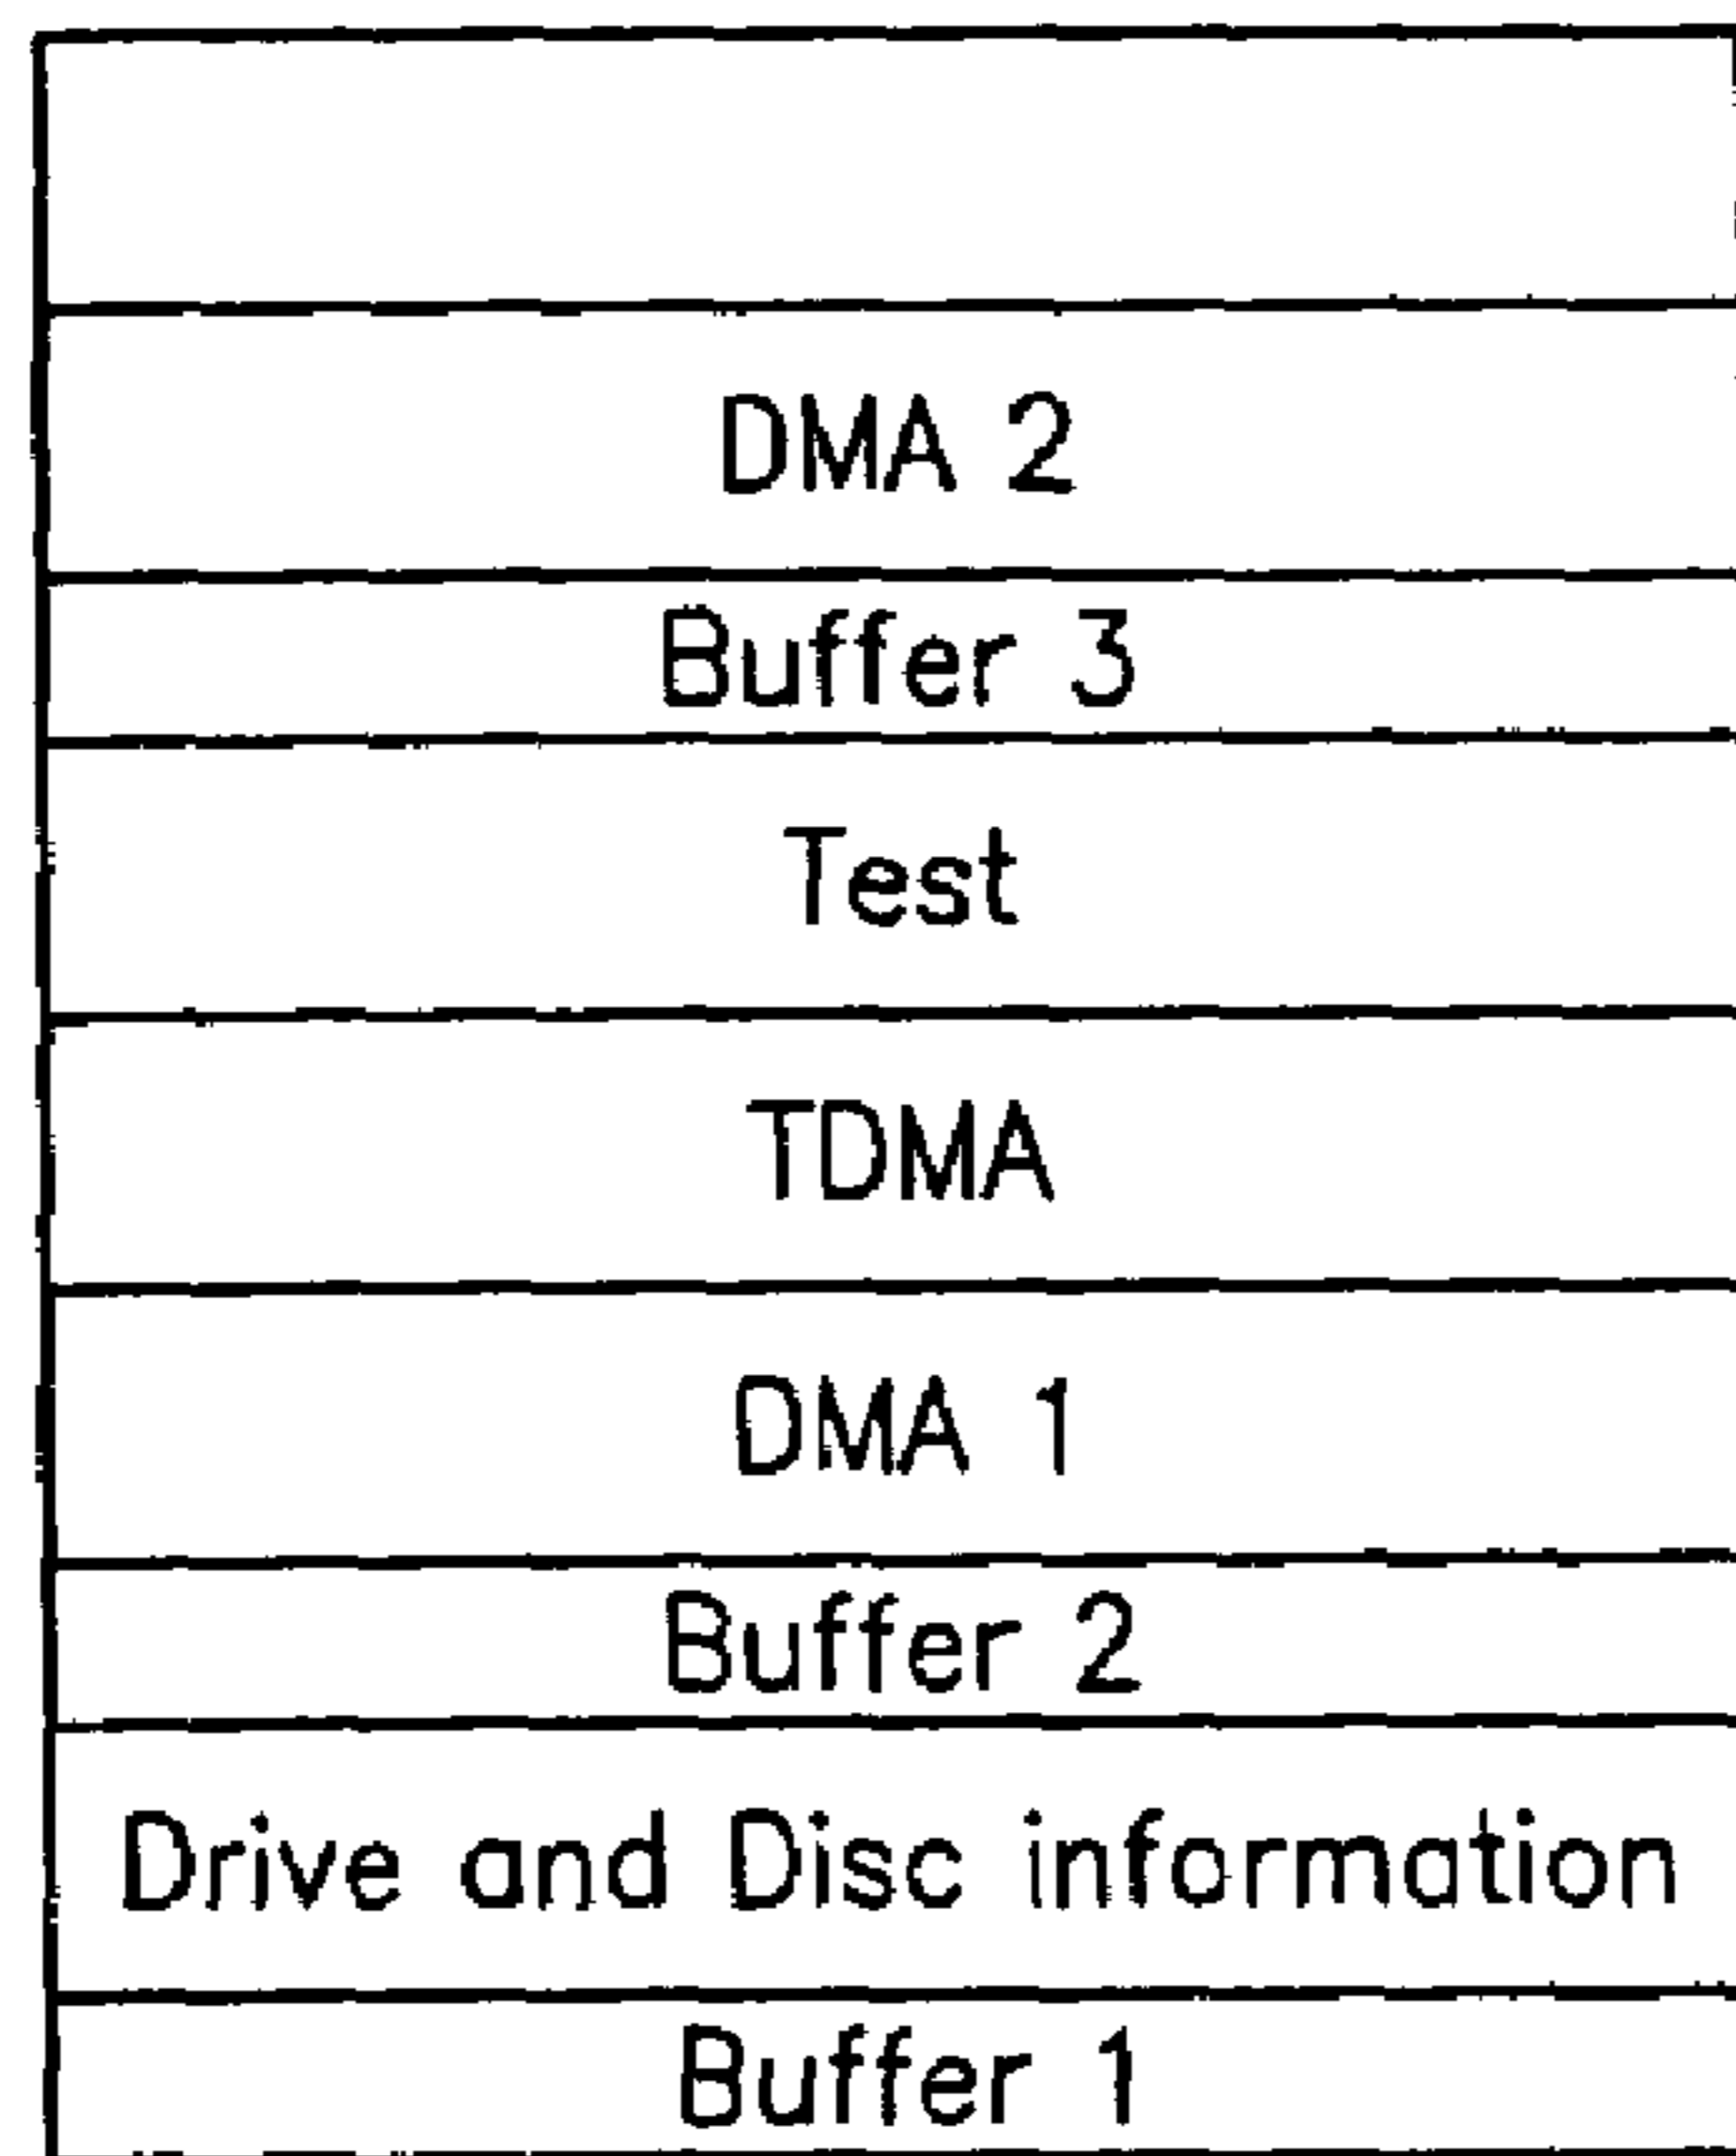 DMA 2
Buffer 3
Test
TDMA
DMA 1
Buffer 2
Drive and Disc information
Buffer 1